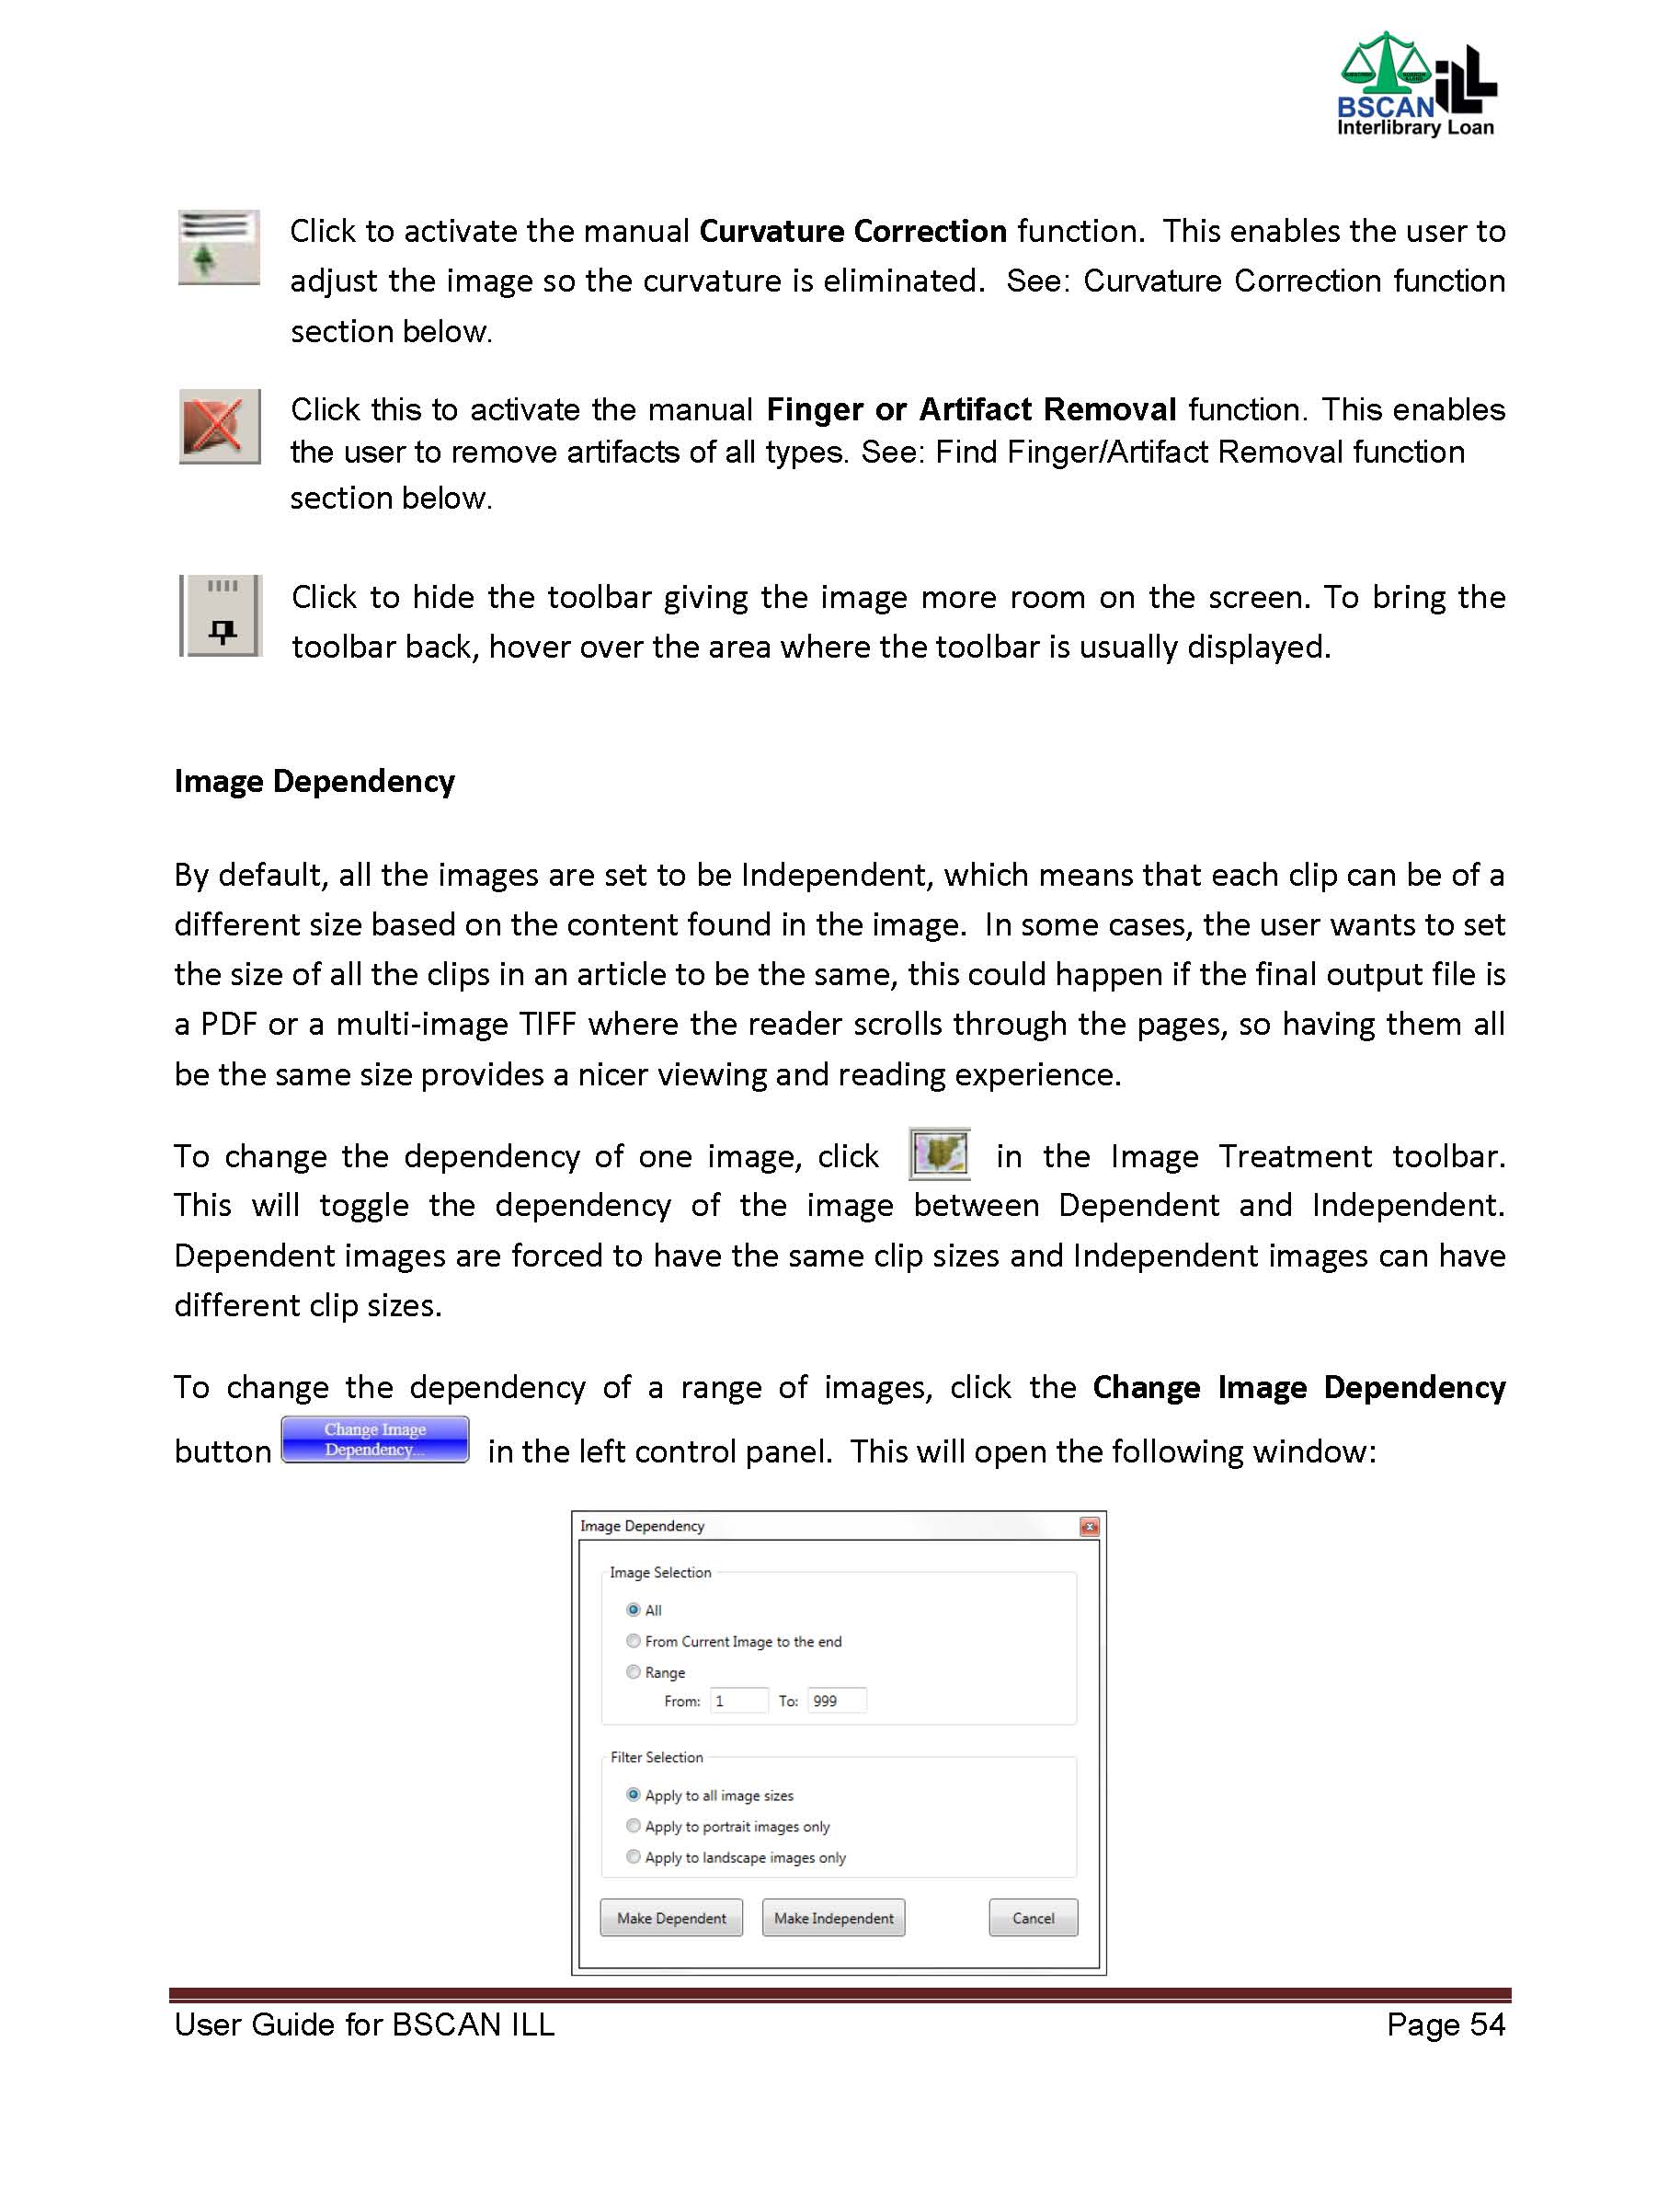 BSCAN ILL
Interlibrary Loan
Click to activate the manual Curvature Correction function.  This enables the user to
adjust the image so the curvature is eliminated.  See: Curvature Correction function
section below.
Click this to activate the manual Finger or Artifact Removal function. This enables
the user to remove artifacts of all types. See: Find Finger/Artifact Removal function
section below.
Click to hide the toolbar giving the image more room on the screen. To bring the
toolbar back, hover over the area where the toolbar is usually displayed.
Image Dependency
By default, all the images are set to be Independent, which means that each clip can be of a
different size based on the content found in the image.  In some cases, the user wants to set
the size of all the clips in an article to be the same, this could happen if the final output file is
a PDF or a multi-image TIFF where the reader scrolls through the pages, so having them all
be the same size provides a nicer viewing and reading experience.
To change the dependency of one image, click in the Image Treatment toolbar.
This will toggle the dependency of the image between Dependent and Independent.
Dependent images are forced to have the same clip sizes and Independent images can have
different clip sizes.
To change the dependency of a range of images, click the Change Image Dependency
button Change Image Dependency... in the left control panel.  This will open the following window:
Image Dependency
Image Selection
All
From Current Image to the end
Range
From: 1 To: 999
Filter Selection
Apply to all image sizes
Apply to portrait images only
Apply to landscape images only
Make Dependent Make Independent Cancel
User Guide for BSCAN ILL Page 54